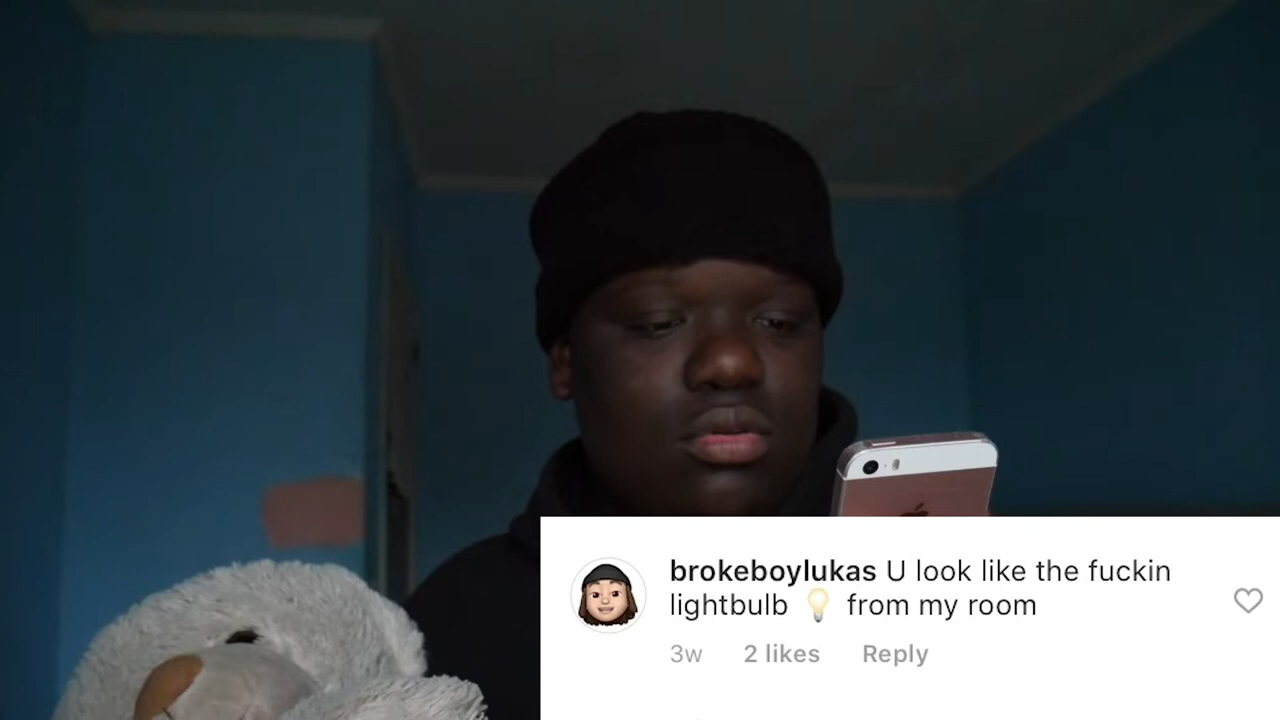 brokeboylukas U look like the fuckin
lightbulb 💡 from my room
3w 2 likes Reply